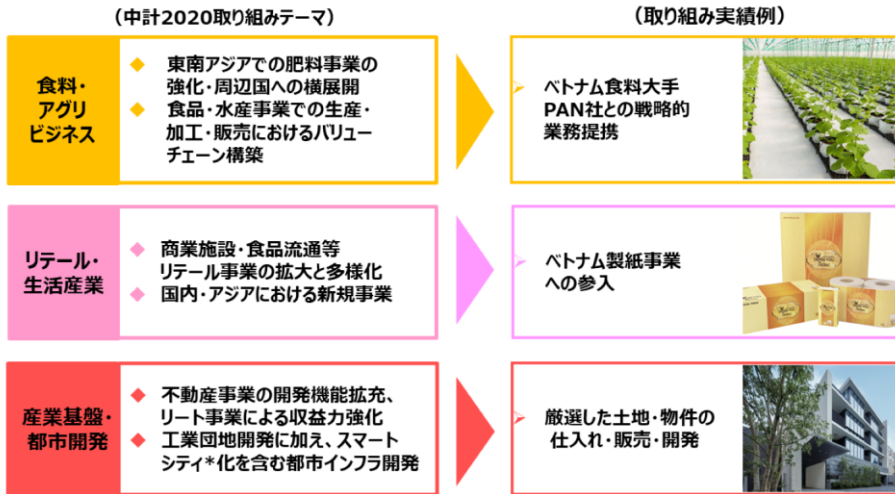 (中計2020取り組みテーマ)
(取り組み実績例)
食料・
アグリ
ビジネス
◆ 東南アジアでの肥料事業の
強化・周辺国への横展開
◆ 食品・水産事業での生産・
加工・販売におけるバリュー
チェーン構築
ベトナム食料大手
PAN社との戦略的
業務提携
リテール・
生活産業
◆ 商業施設・食品流通等
リテール事業の拡大と多様化
◆ 国内・アジアにおける新規事業
ベトナム製紙事業
への参入
産業基盤・
都市開発
◆ 不動産事業の開発機能拡充、
リート事業による収益力強化
◆ 工業団地開発に加え、スマート
シティ*化を含む都市インフラ開発
厳選した土地・物件の
仕入れ・販売・開発